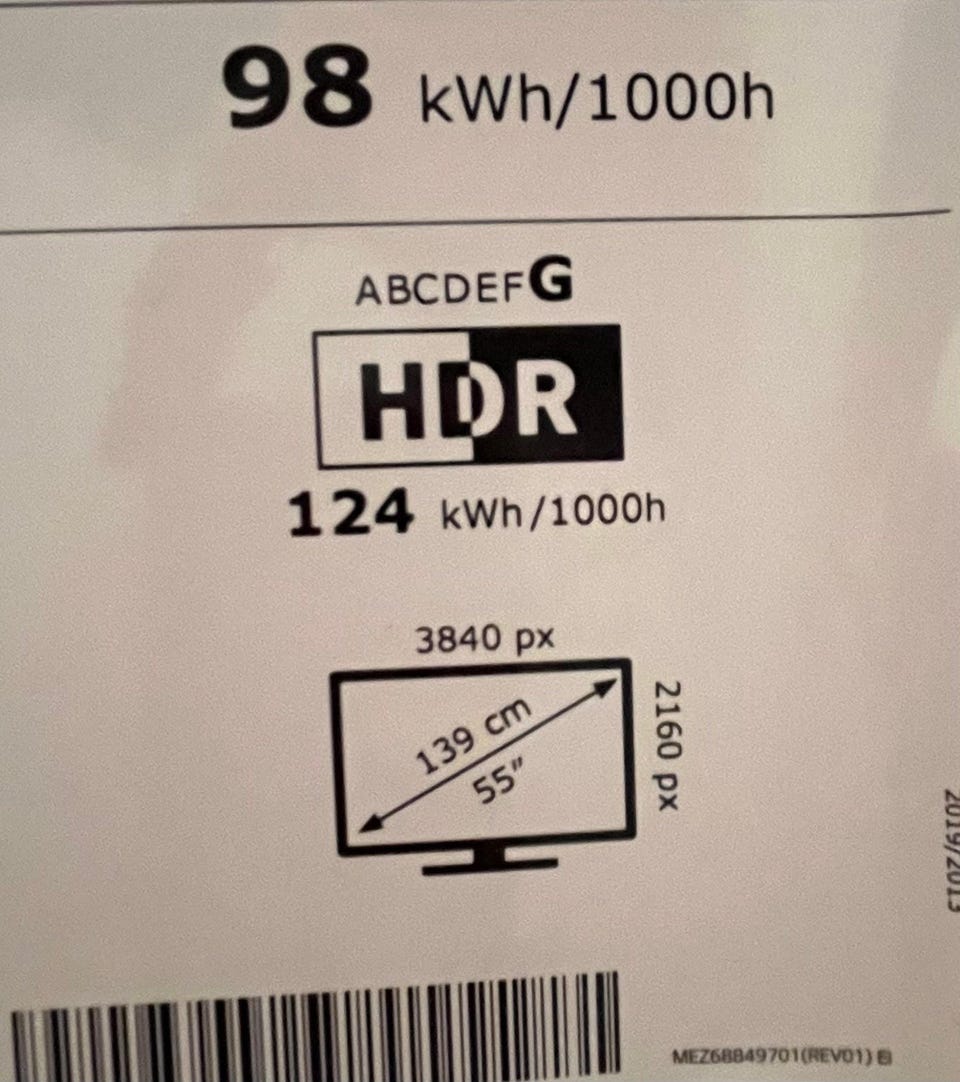 98 kWh/1000h
ABCDEFG
HDR
124 kWh/1000h
3840 px
139 cm
55"
2160 px
2019/2013
MEZ68849701(REV01)